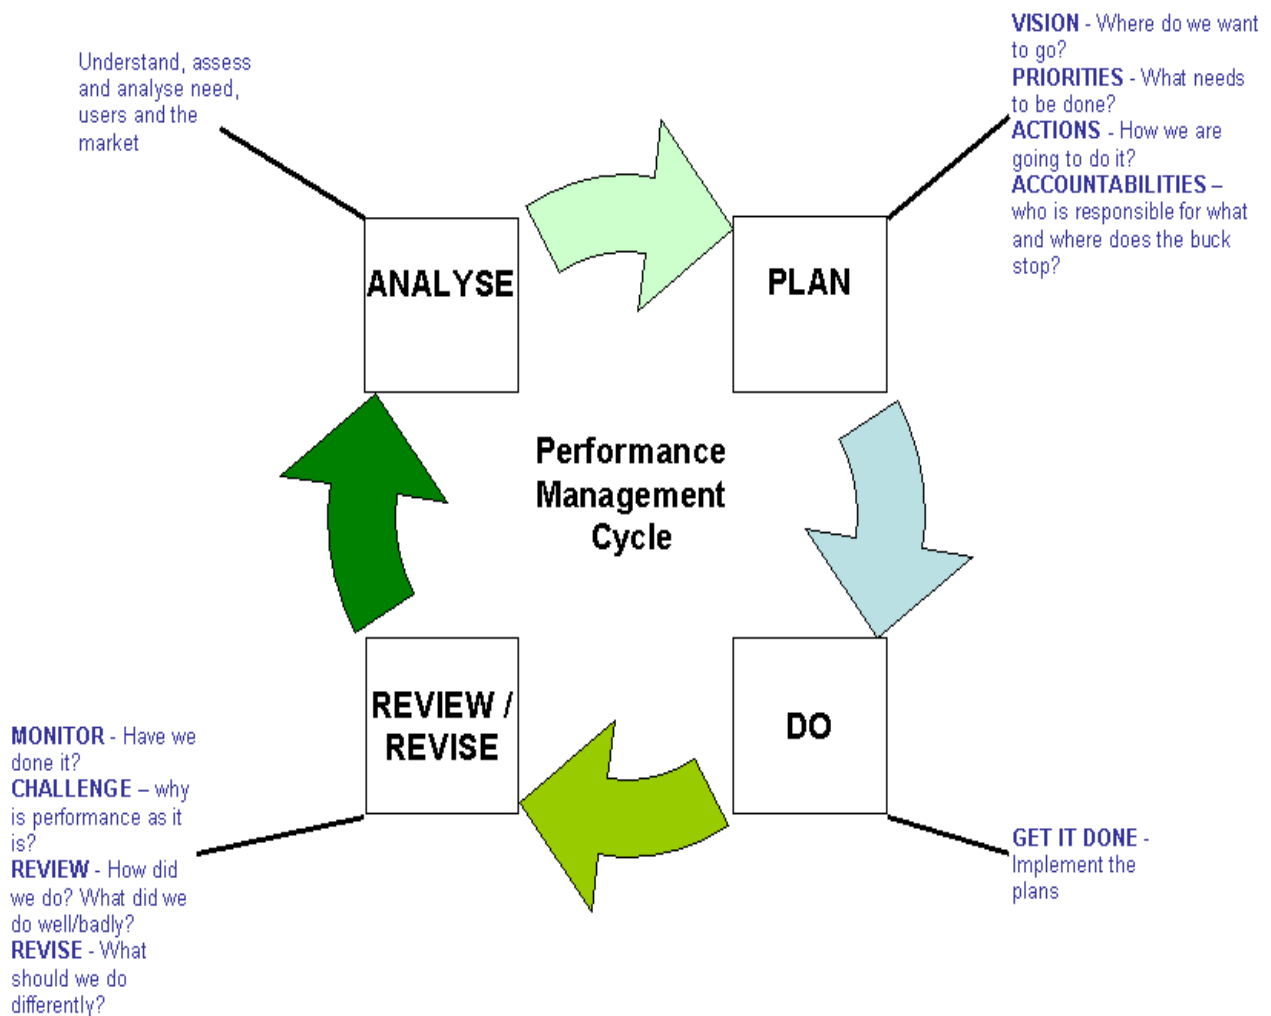 Understand, assess
and analyse need,
users and the
market
VISION - Where do we want
to go?
PRIORITIES - What needs
to be done?
ACTIONS - How we are
going to do it?
ACCOUNTABILITIES –
who is responsible for what
and where does the buck
stop?
ANALYSE
PLAN
Performance
Management
Cycle
REVIEW /
REVISE
DO
MONITOR - Have we
done it?
CHALLENGE – why
is performance as it
is?
REVIEW - How did
we do? What did we
do well/badly?
REVISE - What
should we do
differently?
GET IT DONE -
Implement the
plans